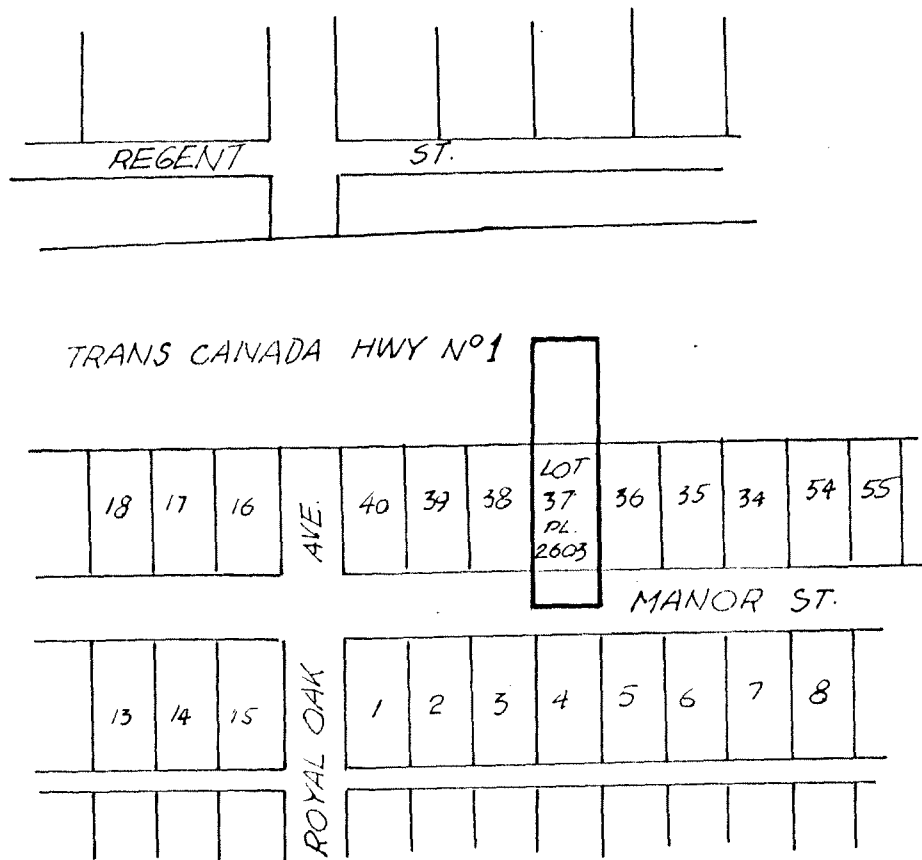 REGENT ST.
TRANS CANADA HWY Nº1
18 17 16 AVE. 40 39 38 LOT 37 PL. 2603 36 35 34 54 55
MANOR ST.
13 14 15 ROYAL OAK 1 2 3 4 5 6 7 8